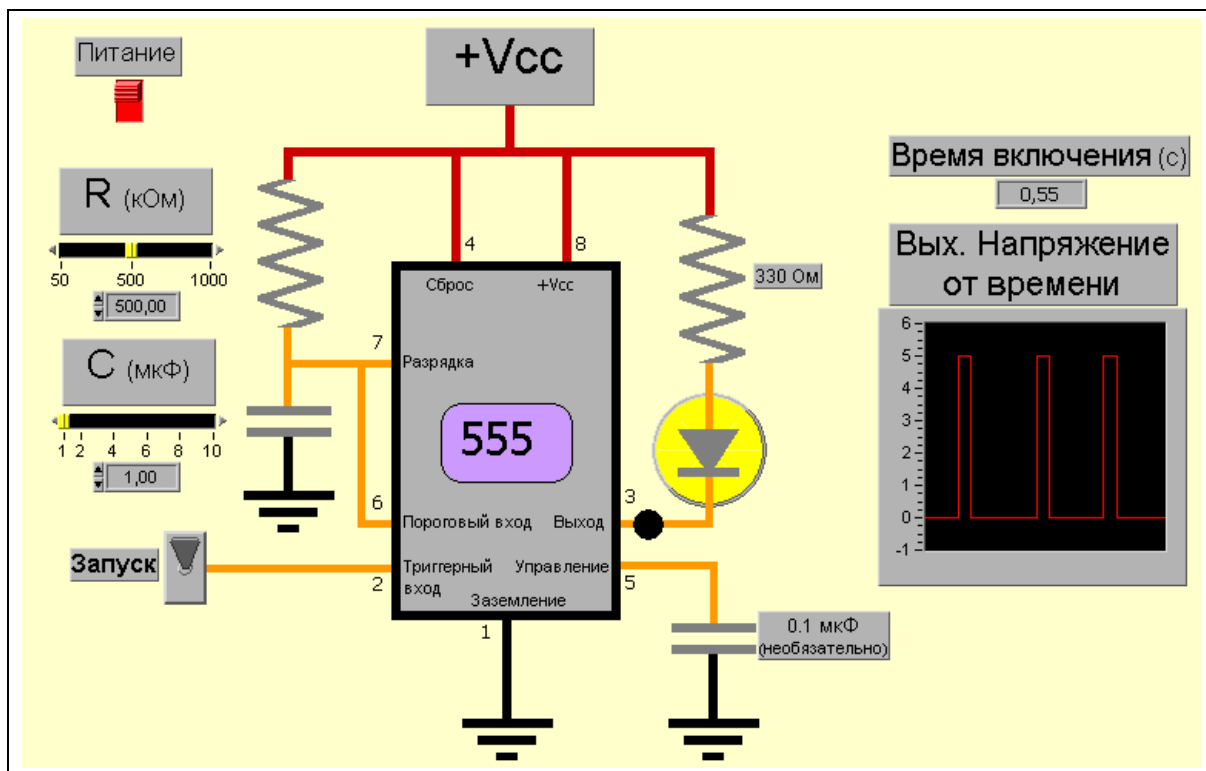 Питание
+Vcc
R (кОм)
50 500 1000
500,00
C (мкФ)
1 2 4 6 8 10
1,00
Запуск
4
8
Сброс
+Vcc
7
Разрядка
555
6
Пороговый вход
Выход
3
2
Триггерный
вход
Управление
5
Заземление
1
330 Ом
0.1 мкФ
(необязательно)
Время включения (с)
0,55
Вых. Напряжение
от времени
6
5
4
3
2
1
0
-1